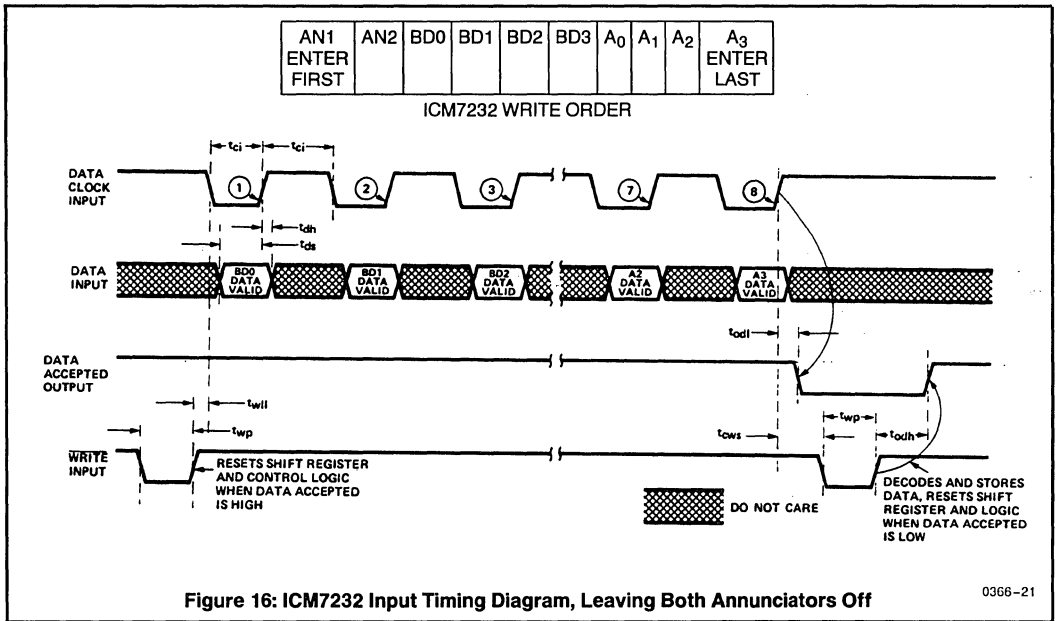 AN1 ENTER FIRST
AN2
BD0
BD1
BD2
BD3
A0
A1
A2
A3 ENTER LAST
ICM7232 WRITE ORDER
tci
tci
DATA CLOCK INPUT
1
2
3
7
8
tdh
tds
DATA INPUT
BD0 DATA VALID
BD1 DATA VALID
BD2 DATA VALID
A2 DATA VALID
A3 DATA VALID
todl
DATA ACCEPTED OUTPUT
twll
twp
tcws
twp
todh
WRITE INPUT
RESETS SHIFT REGISTER
AND CONTROL LOGIC
WHEN DATA ACCEPTED
IS HIGH
DO NOT CARE
DECODES AND STORES
DATA, RESETS SHIFT
REGISTER AND LOGIC
WHEN DATA ACCEPTED
IS LOW
Figure 16: ICM7232 Input Timing Diagram, Leaving Both Annunciators Off
0366-21